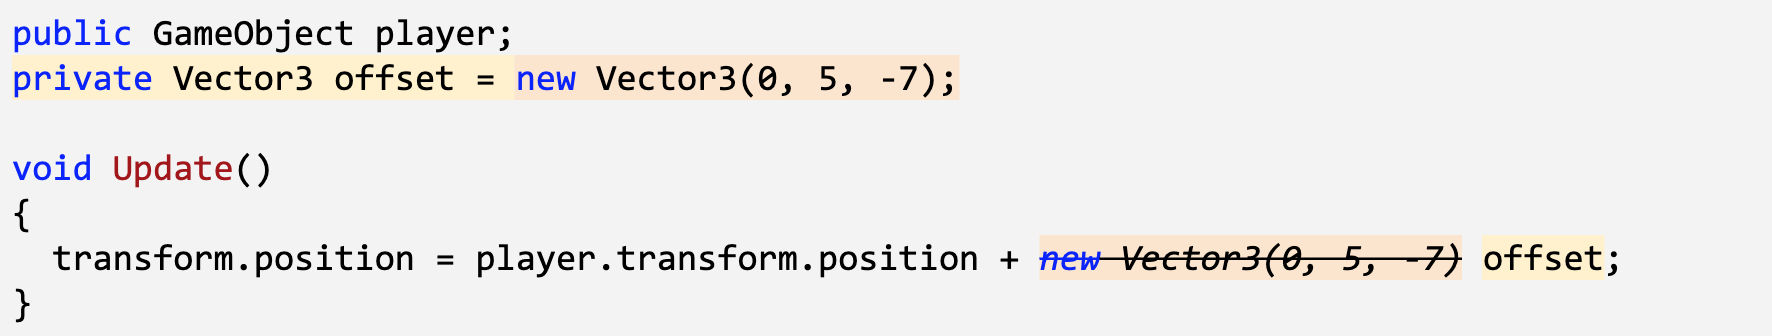 public GameObject player;
private Vector3 offset = new Vector3(0, 5, -7);
void Update()
{
transform.position = player.transform.position + new Vector3(0, 5, -7) offset;
}